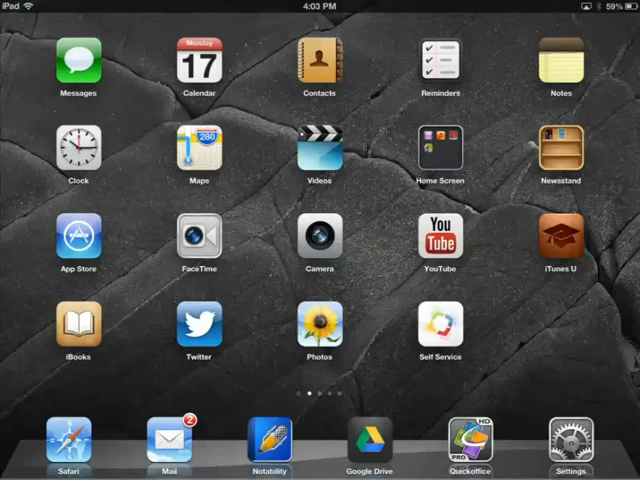 iPad 4:03 PM 59%
Monday
17 280
Messages Calendar Contacts Reminders Notes
Clock Maps Videos Home Screen Newsstand
You
Tube
App Store FaceTime Camera YouTube iTunes U
iBooks Twitter Photos Self Service
2 HD
PRO
Safari Mail Notability Google Drive Quickoffice Settings